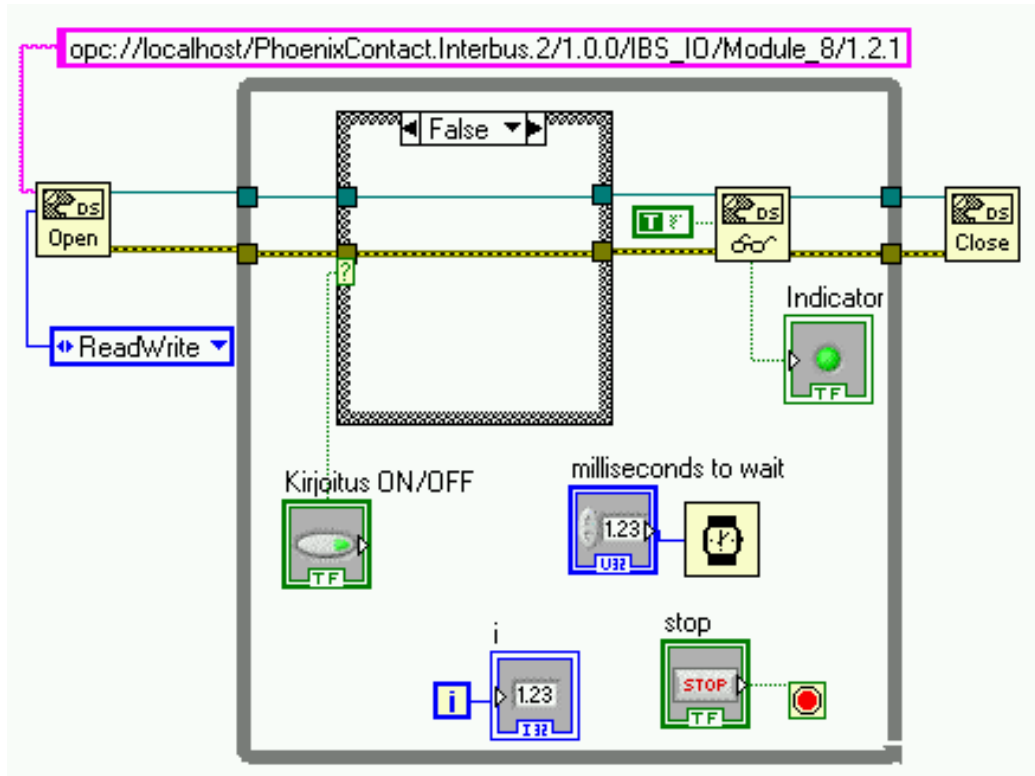 opc://localhost/PhoenixContact.Interbus.2/1.0.0/IBS_IO/Module_8/1.2.1
False
DS
Open
T
DS
DS
Close
?
Indicator
TF
ReadWrite
Kirjoitus ON/OFF
TF
milliseconds to wait
1.23
U32
i
i
1.23
I32
stop
STOP
TF